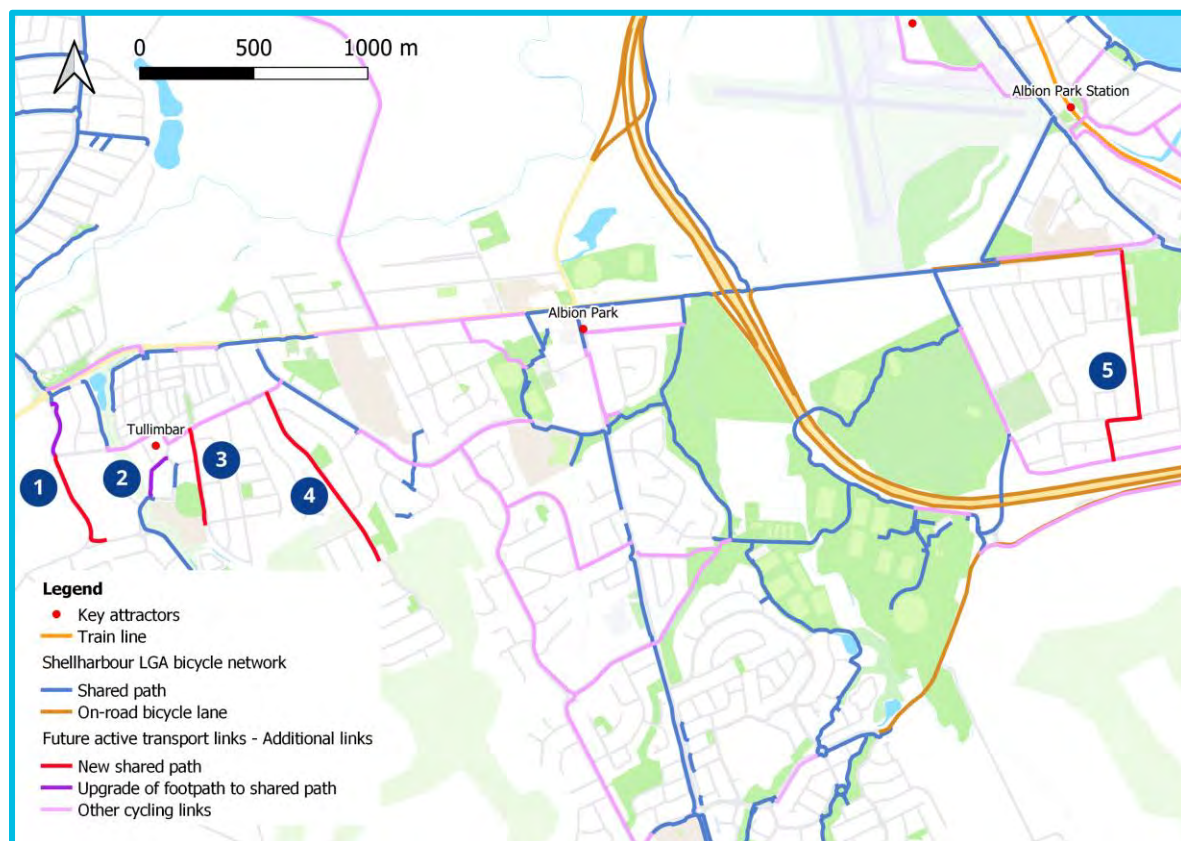 0 500 1000 m
Albion Park Station
Albion Park
5
Tullimbar
1
2
3
4
Legend
Key attractors
Train line
Shellharbour LGA bicycle network
Shared path
On-road bicycle lane
Future active transport links - Additional links
New shared path
Upgrade of footpath to shared path
Other cycling links